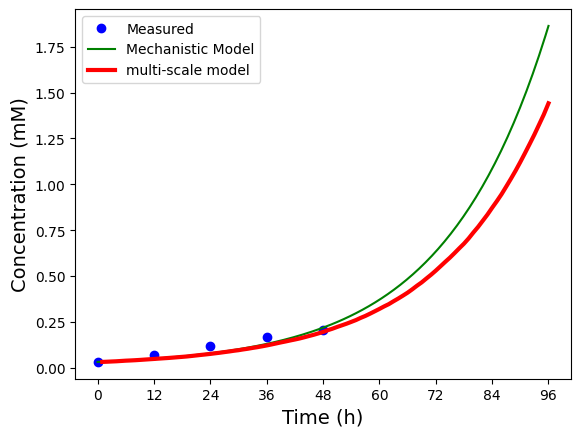 Measured
Mechanistic Model
multi-scale model
Concentration (mM)
1.75
1.50
1.25
1.00
0.75
0.50
0.25
0.00
0 12 24 36 48 60 72 84 96
Time (h)